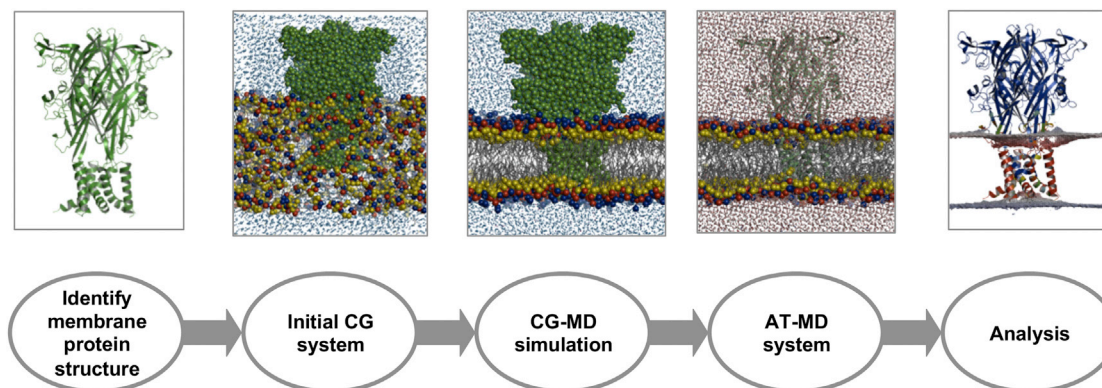 Identify
membrane
protein
structure
Initial CG
system
CG-MD
simulation
AT-MD
system
Analysis